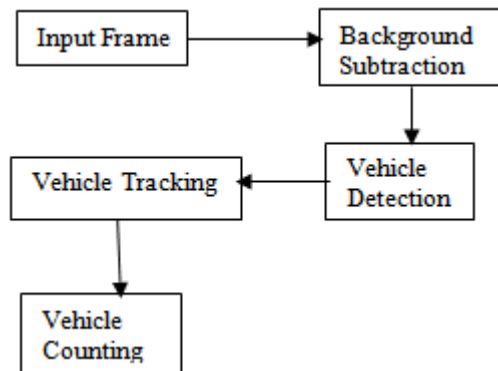 Input Frame
Background
Subtraction
Vehicle
Detection
Vehicle Tracking
Vehicle
Counting